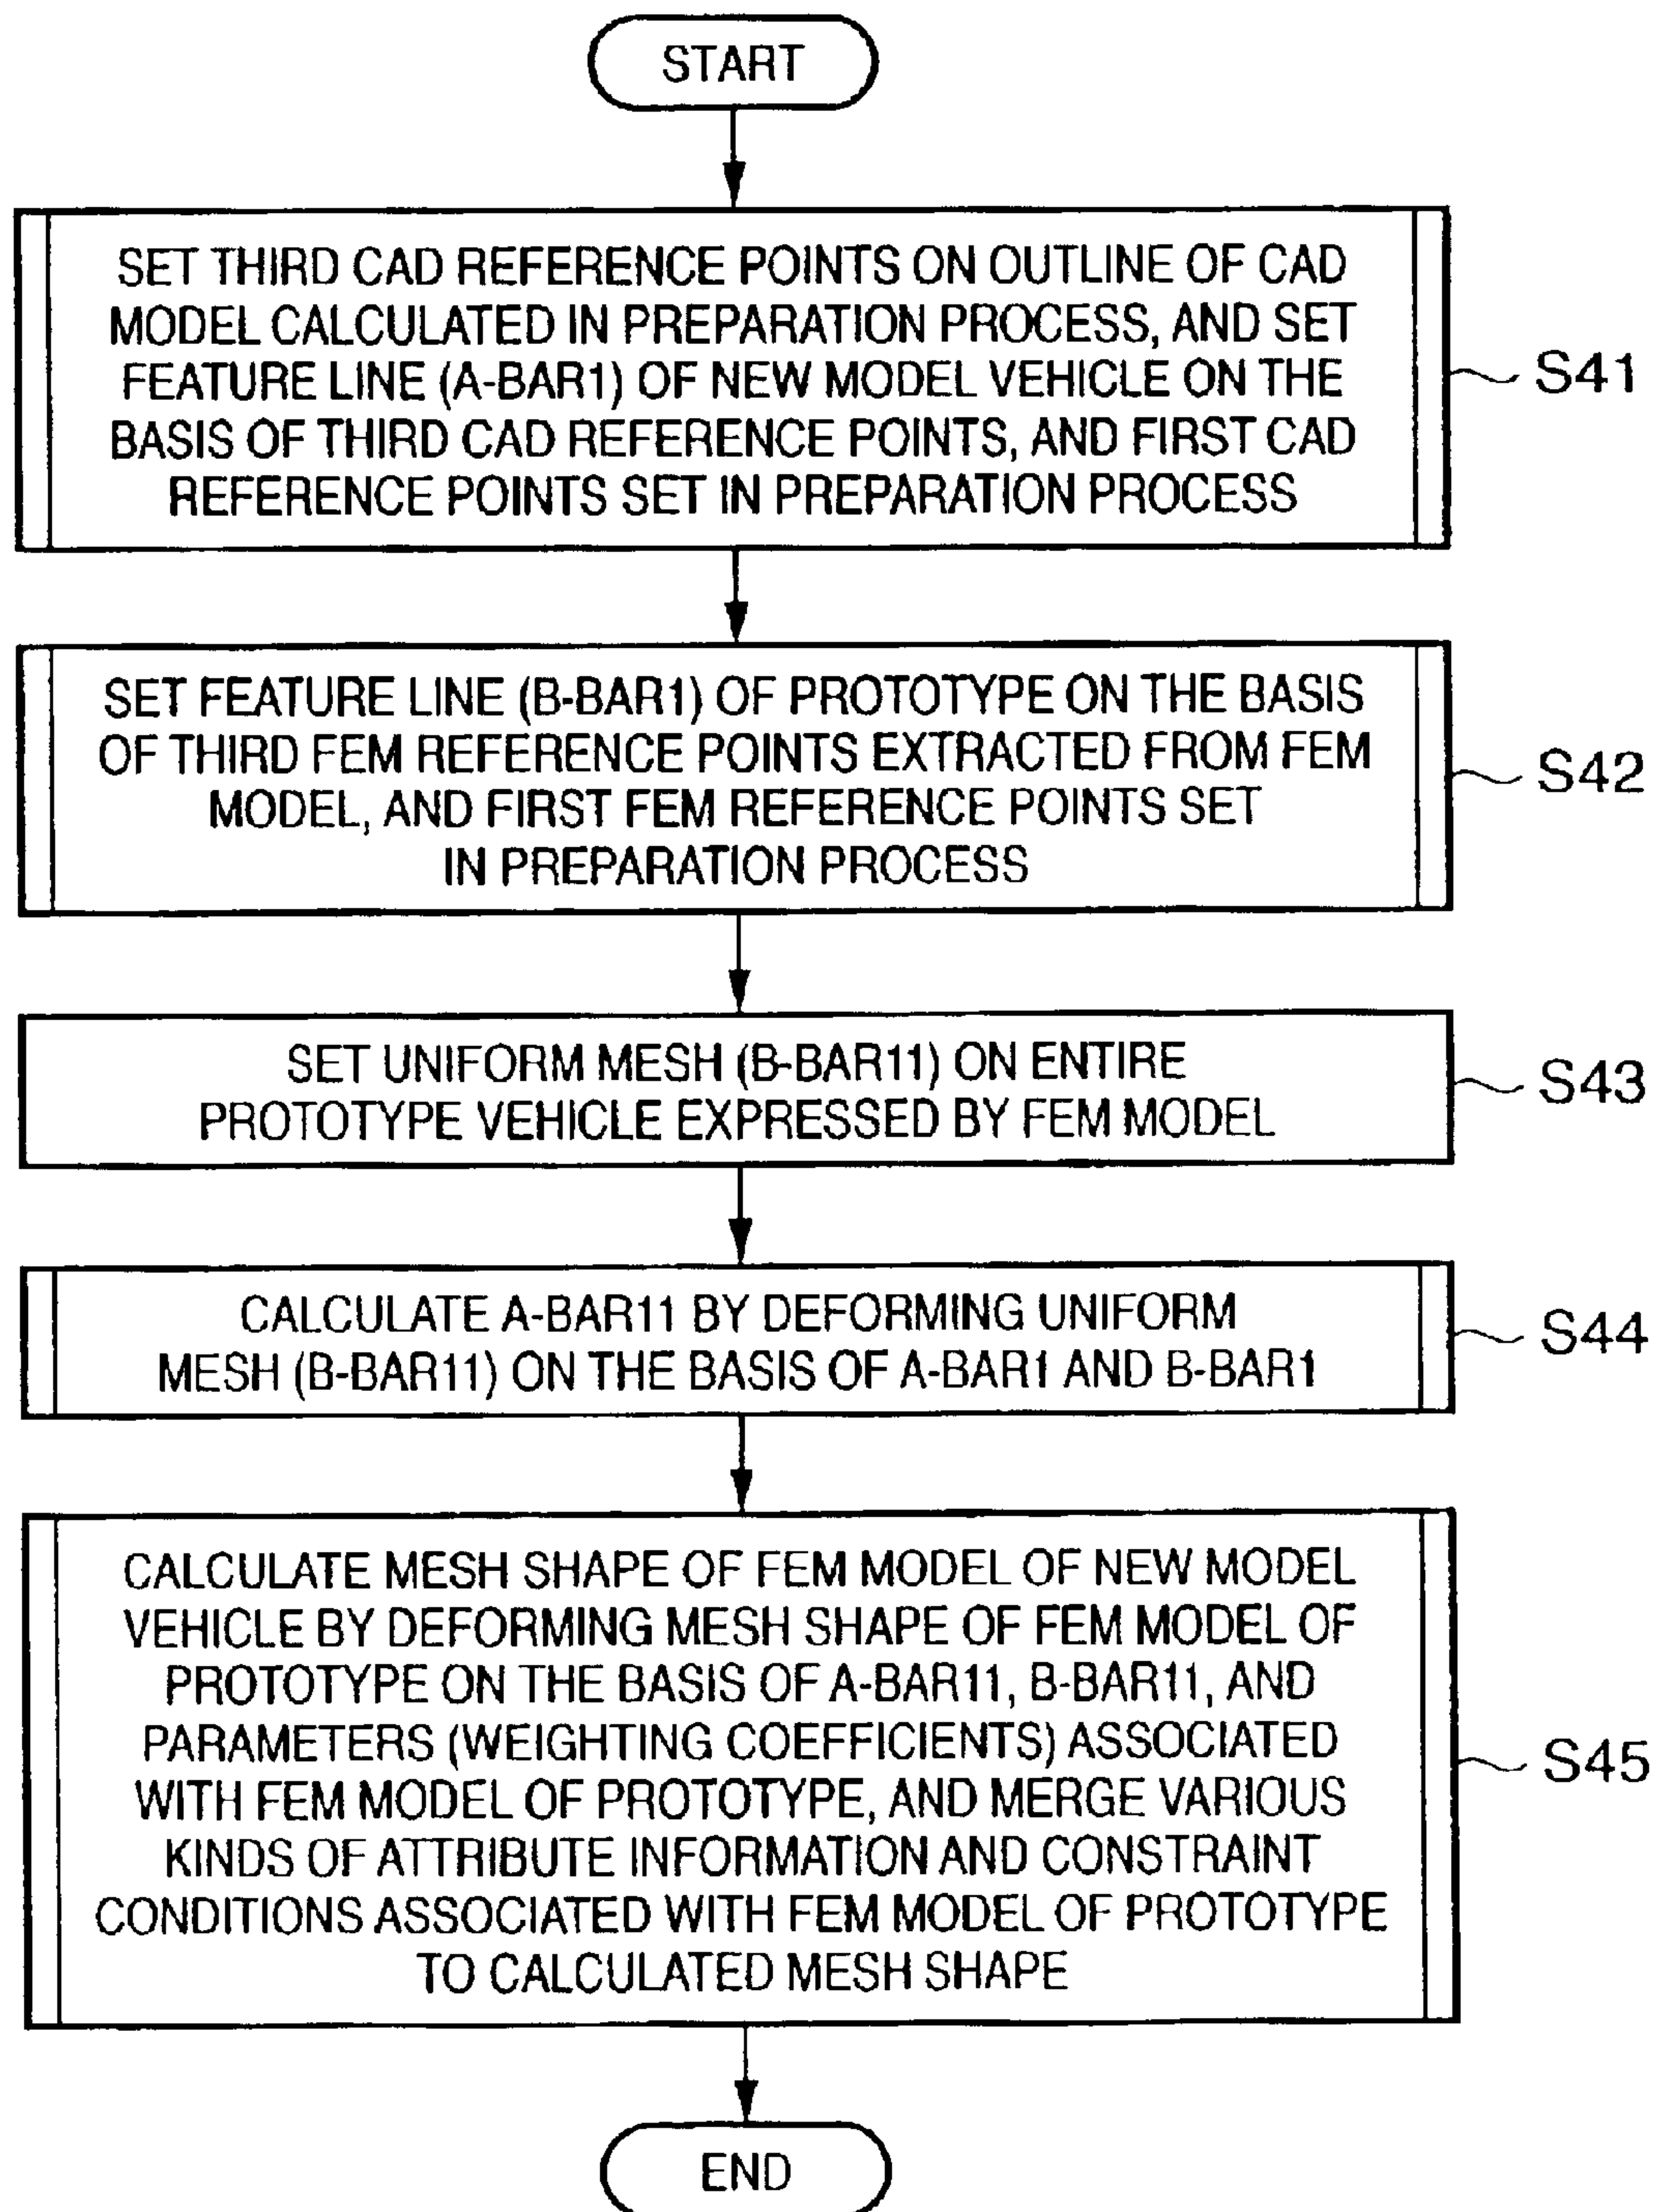 START
SET THIRD CAD REFERENCE POINTS ON OUTLINE OF CAD
MODEL CALCULATED IN PREPARATION PROCESS, AND SET
FEATURE LINE (A-BAR1) OF NEW MODEL VEHICLE ON THE
BASIS OF THIRD CAD REFERENCE POINTS, AND FIRST CAD
REFERENCE POINTS SET IN PREPARATION PROCESS
S41
SET FEATURE LINE (B-BAR1) OF PROTOTYPE ON THE BASIS
OF THIRD FEM REFERENCE POINTS EXTRACTED FROM FEM
MODEL, AND FIRST FEM REFERENCE POINTS SET
IN PREPARATION PROCESS
S42
SET UNIFORM MESH (B-BAR11) ON ENTIRE
PROTOTYPE VEHICLE EXPRESSED BY FEM MODEL
S43
CALCULATE A-BAR11 BY DEFORMING UNIFORM
MESH (B-BAR11) ON THE BASIS OF A-BAR1 AND B-BAR1
S44
CALCULATE MESH SHAPE OF FEM MODEL OF NEW MODEL
VEHICLE BY DEFORMING MESH SHAPE OF FEM MODEL OF
PROTOTYPE ON THE BASIS OF A-BAR11, B-BAR11, AND
PARAMETERS (WEIGHTING COEFFICIENTS) ASSOCIATED
WITH FEM MODEL OF PROTOTYPE, AND MERGE VARIOUS
KINDS OF ATTRIBUTE INFORMATION AND CONSTRAINT
CONDITIONS ASSOCIATED WITH FEM MODEL OF PROTOTYPE
TO CALCULATED MESH SHAPE
S45
END